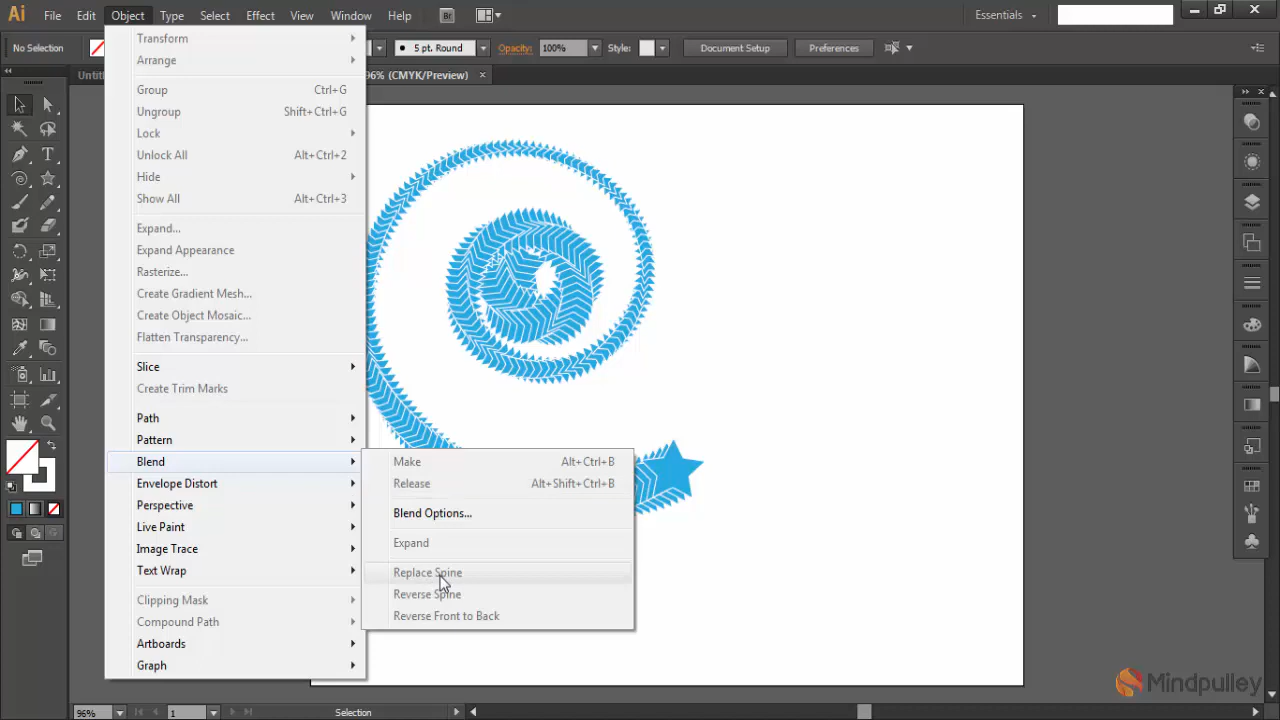 Ai File Edit Object Type Select Effect View Window Help Br Essentials
No Selection 5 pt. Round Opacity: 100% Style: Document Setup Preferences
Untit 96% (CMYK/Preview)
Transform
Arrange
Group Ctrl+G
Ungroup Shift+Ctrl+G
Lock
Unlock All Alt+Ctrl+2
Hide
Show All Alt+Ctrl+3
Expand...
Expand Appearance
Rasterize...
Create Gradient Mesh...
Create Object Mosaic...
Flatten Transparency...
Slice
Create Trim Marks
Path
Pattern
Blend
Envelope Distort
Perspective
Live Paint
Image Trace
Text Wrap
Clipping Mask
Compound Path
Artboards
Graph
Make Alt+Ctrl+B
Release Alt+Shift+Ctrl+B
Blend Options...
Expand
Replace Spine
Reverse Spine
Reverse Front to Back
Mindpulley
96% 1 Selection